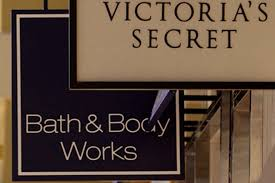 VICTORIA'S
SECRET
Bath & Body
Works